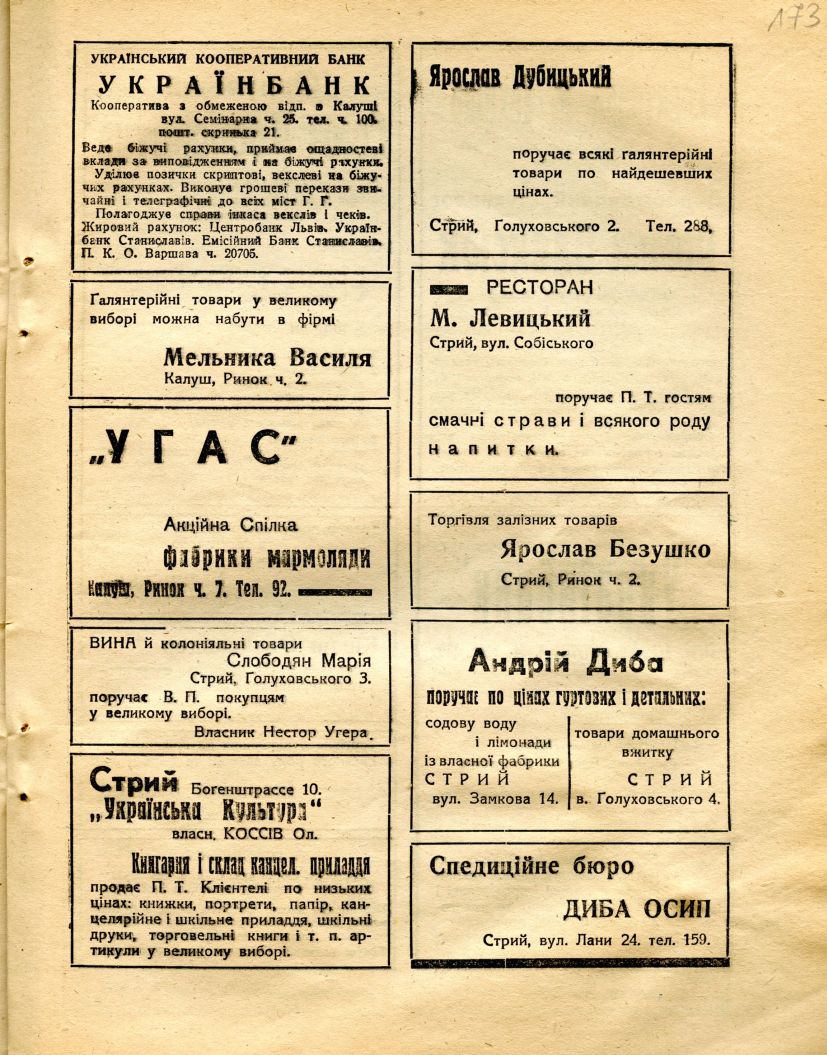 173
УКРАЇНСЬКИЙ КООПЕРАТИВНИЙ БАНК
УКРАЇНБАНК
Кооператива з обмеженою відп. в Калуші
вул. Семінарна ч. 25. тел. ч. 100.
пошт. скринька 21.
Веде біжучі рахунки, приймає ощадностеві
вклади за виповідженням і на біжучі рахунки.
Уділює позички скриптові, векслеві на біжу-
чих рахунках. Виконує грошеві перекази зви-
чайні і телеграфічні до всіх міст Г. Г.
Полагоджує справи інкаса векслів і чеків.
Жировий рахунок: Центробанк Львів. Україн-
банк Станиславів. Емісійний Банк Станиславів.
П. К. О. Варшава ч. 20705.
Ґалянтерійні товари у великому
виборі можна набути в фірмі
Мельника Василя
Калуш, Ринок ч. 2.
„УГАС“
Акційна Спілка
фабрики мармоляди
Калуш, Ринок ч. 7. Тел. 92.
ВИНА й колоніяльні товари
Слободян Марія
Стрий, Голуховського 3.
поручає В. П. покупцям
у великому виборі.
Власник Нестор Угера.
Стрий Богенштрассе 10.
„Українська Культура“
власн. КОССІВ Ол.
Книгарня і склад канцел. приладдя
продає П. Т. Клієнтелі по низьких
цінах: книжки, портрети, папір, кан-
целярійне і шкільне приладдя, шкільні
друки, торговельні книги і т. п. ар-
тикули у великому виборі.
Ярослав Дубицький
поручає всякі галянтерійні
товари по найдешевших
цінах.
Стрий, Голуховського 2. Тел. 288,
РЕСТОРАН
М. Левицький
Стрий, вул. Собіського
поручає П. Т. гостям
смачні страви і всякого роду
напитки.
Торгівля залізних товарів
Ярослав Безушко
Стрий, Ринок ч. 2.
Андрій Диба
поручає по цінах гуртових і детальних:
содову воду
і лімонади
із власної фабрики
СТРИЙ
вул. Замкова 14.
товари домашнього
вжитку
СТРИЙ
в. Голуховського 4.
Спедиційне бюро
ДИБА ОСИП
Стрий, вул. Лани 24. тел. 159.